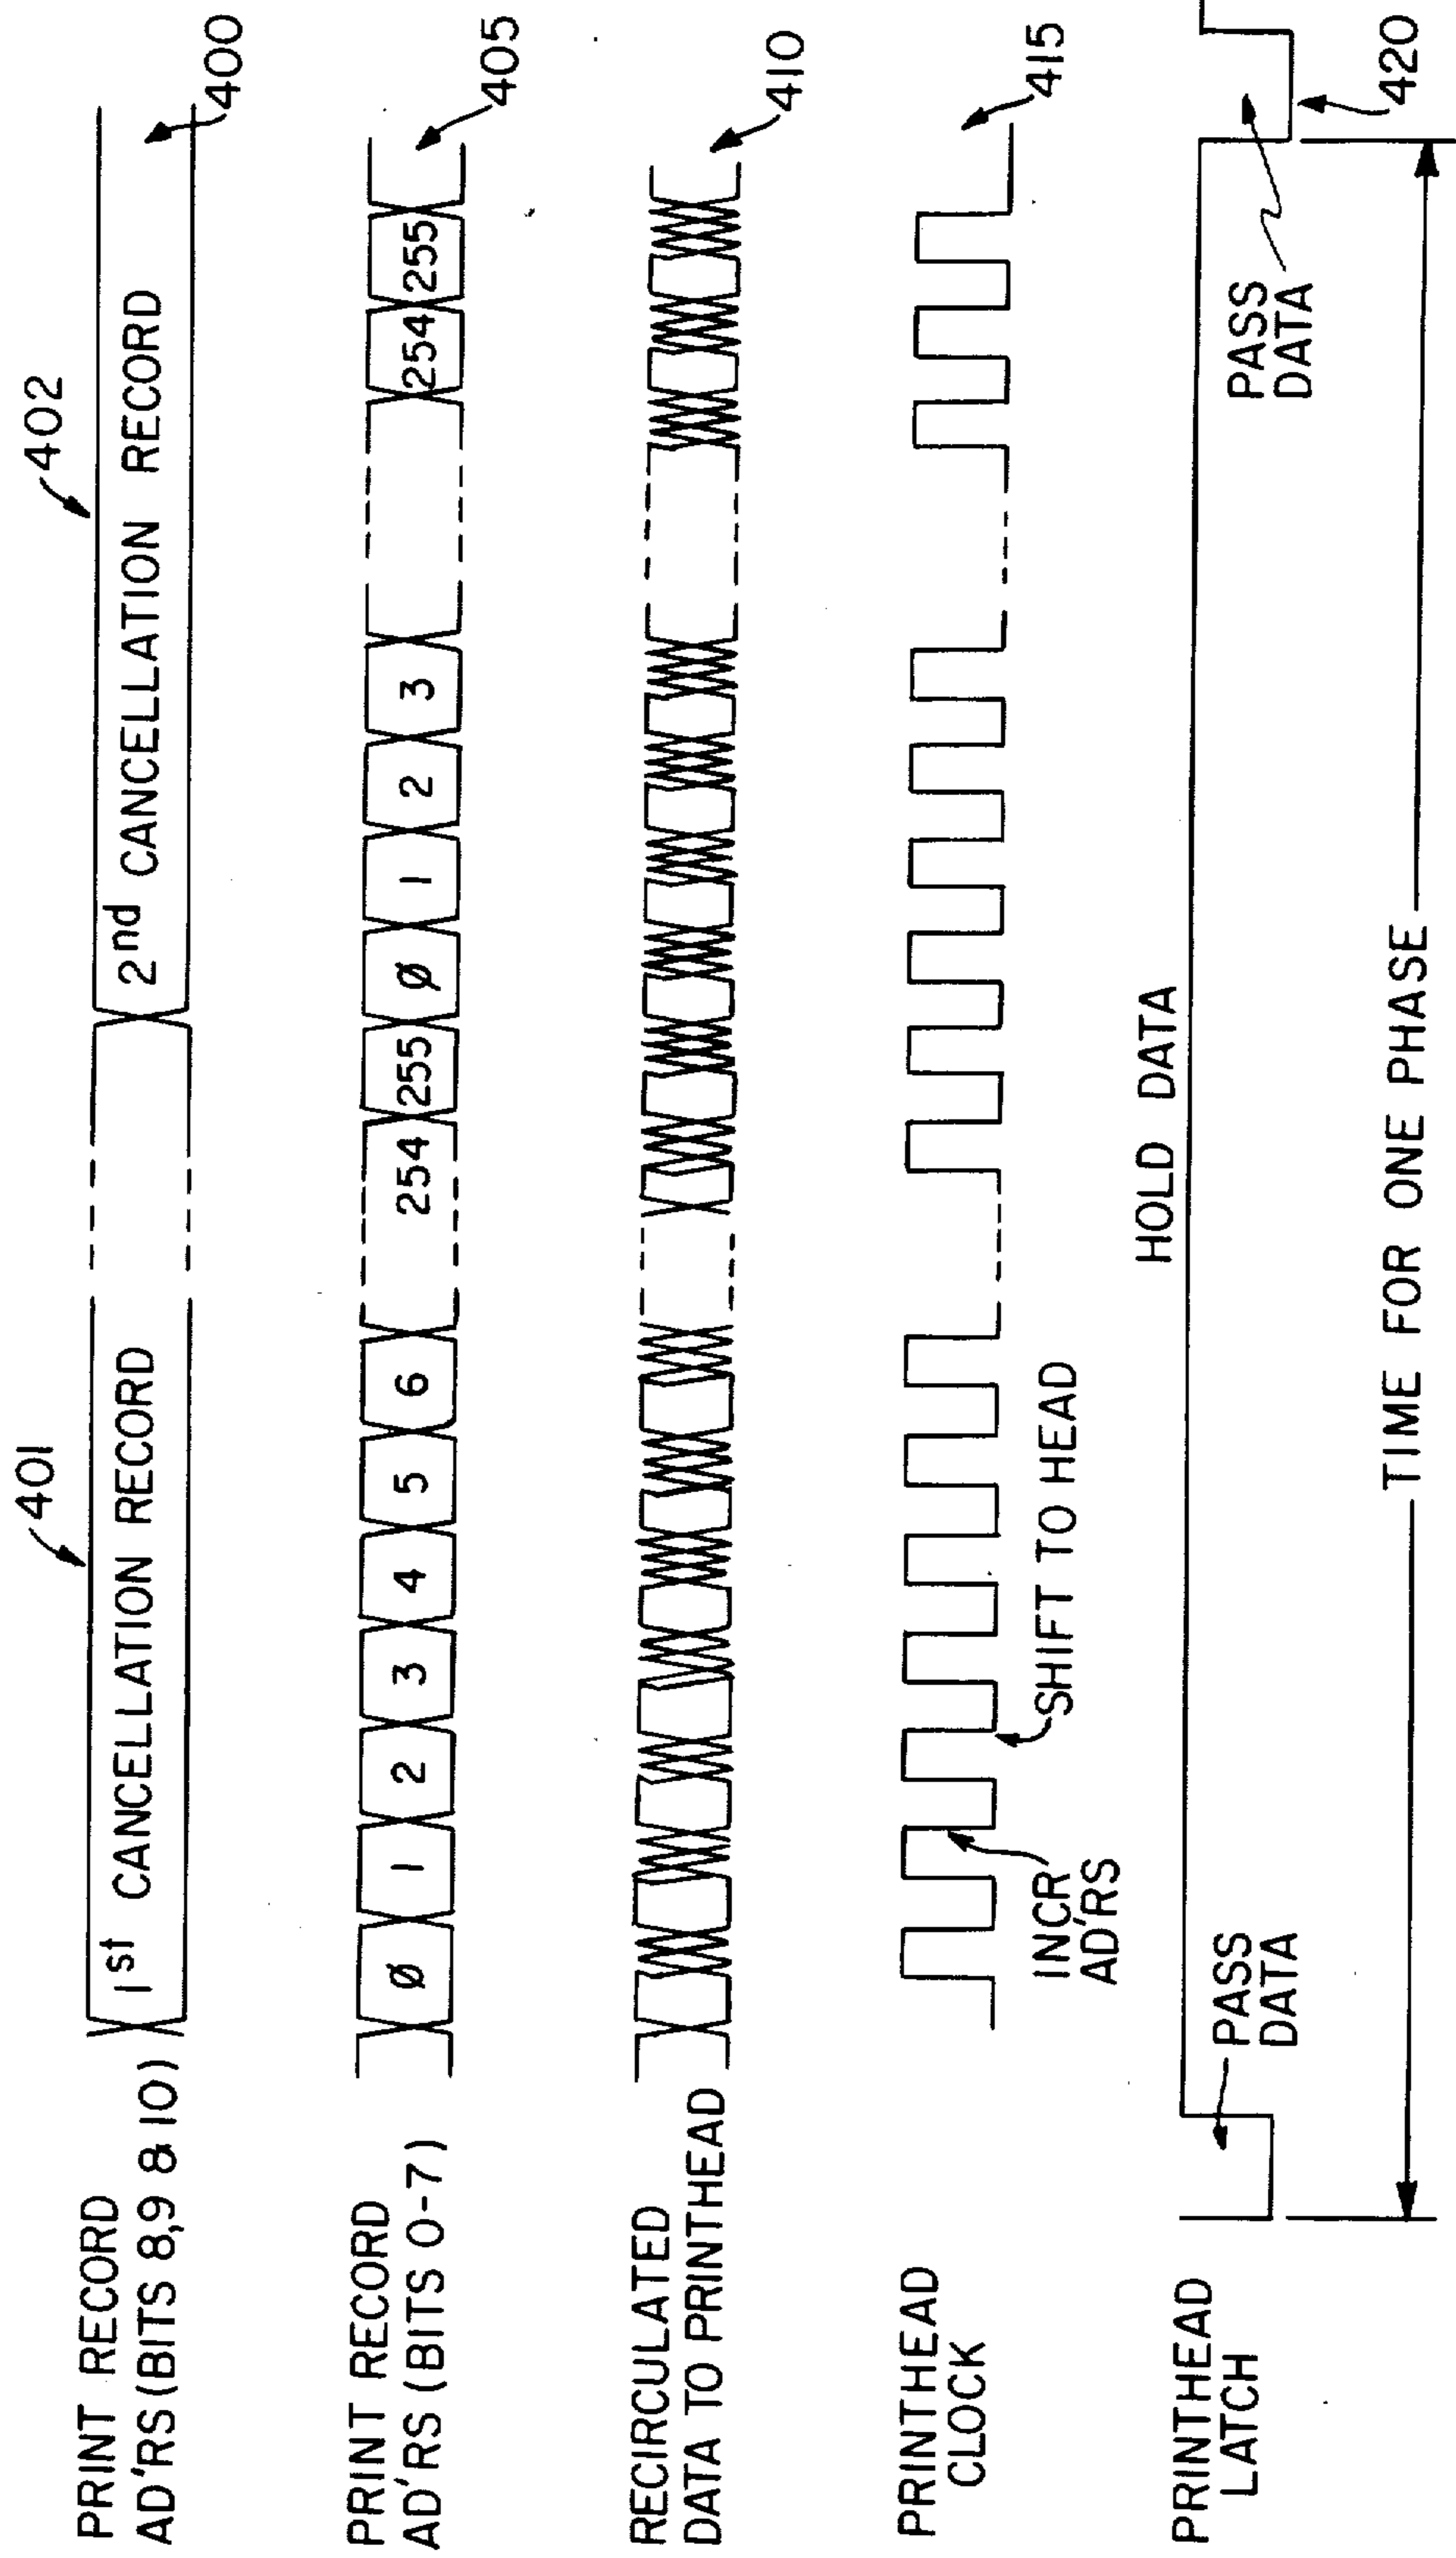 401
402
PRINT RECORD
AD'RS (BITS 8,9 & 10)
1st CANCELLATION RECORD
2nd CANCELLATION RECORD
400
PRINT RECORD
AD'RS (BITS 0-7)
Ø 1 2 3 4 5 6 254 255 Ø 1 2 3 254 255
405
RECIRCULATED
DATA TO PRINTHEAD
410
PRINTHEAD
CLOCK
INCR
AD'RS
SHIFT TO HEAD
415
PRINTHEAD
LATCH
PASS
DATA
HOLD DATA
PASS
DATA
420
TIME FOR ONE PHASE